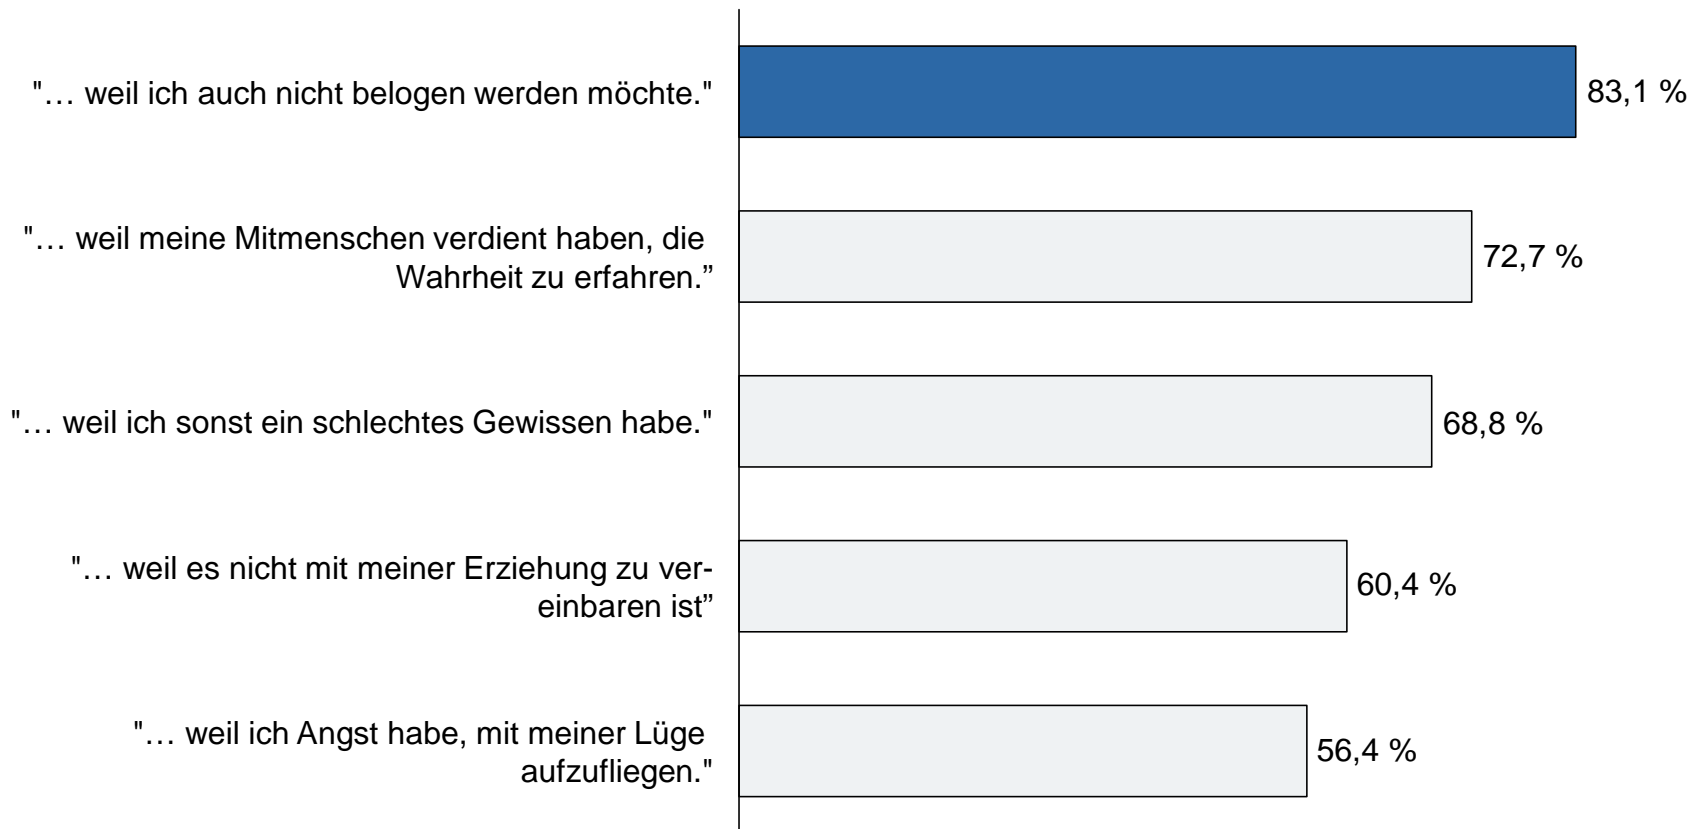 "… weil ich auch nicht belogen werden möchte."
83,1 %
"… weil meine Mitmenschen verdient haben, die
Wahrheit zu erfahren.”
72,7 %
"… weil ich sonst ein schlechtes Gewissen habe."
68,8 %
"… weil es nicht mit meiner Erziehung zu ver-
einbaren ist”
60,4 %
"… weil ich Angst habe, mit meiner Lüge
aufzufliegen."
56,4 %